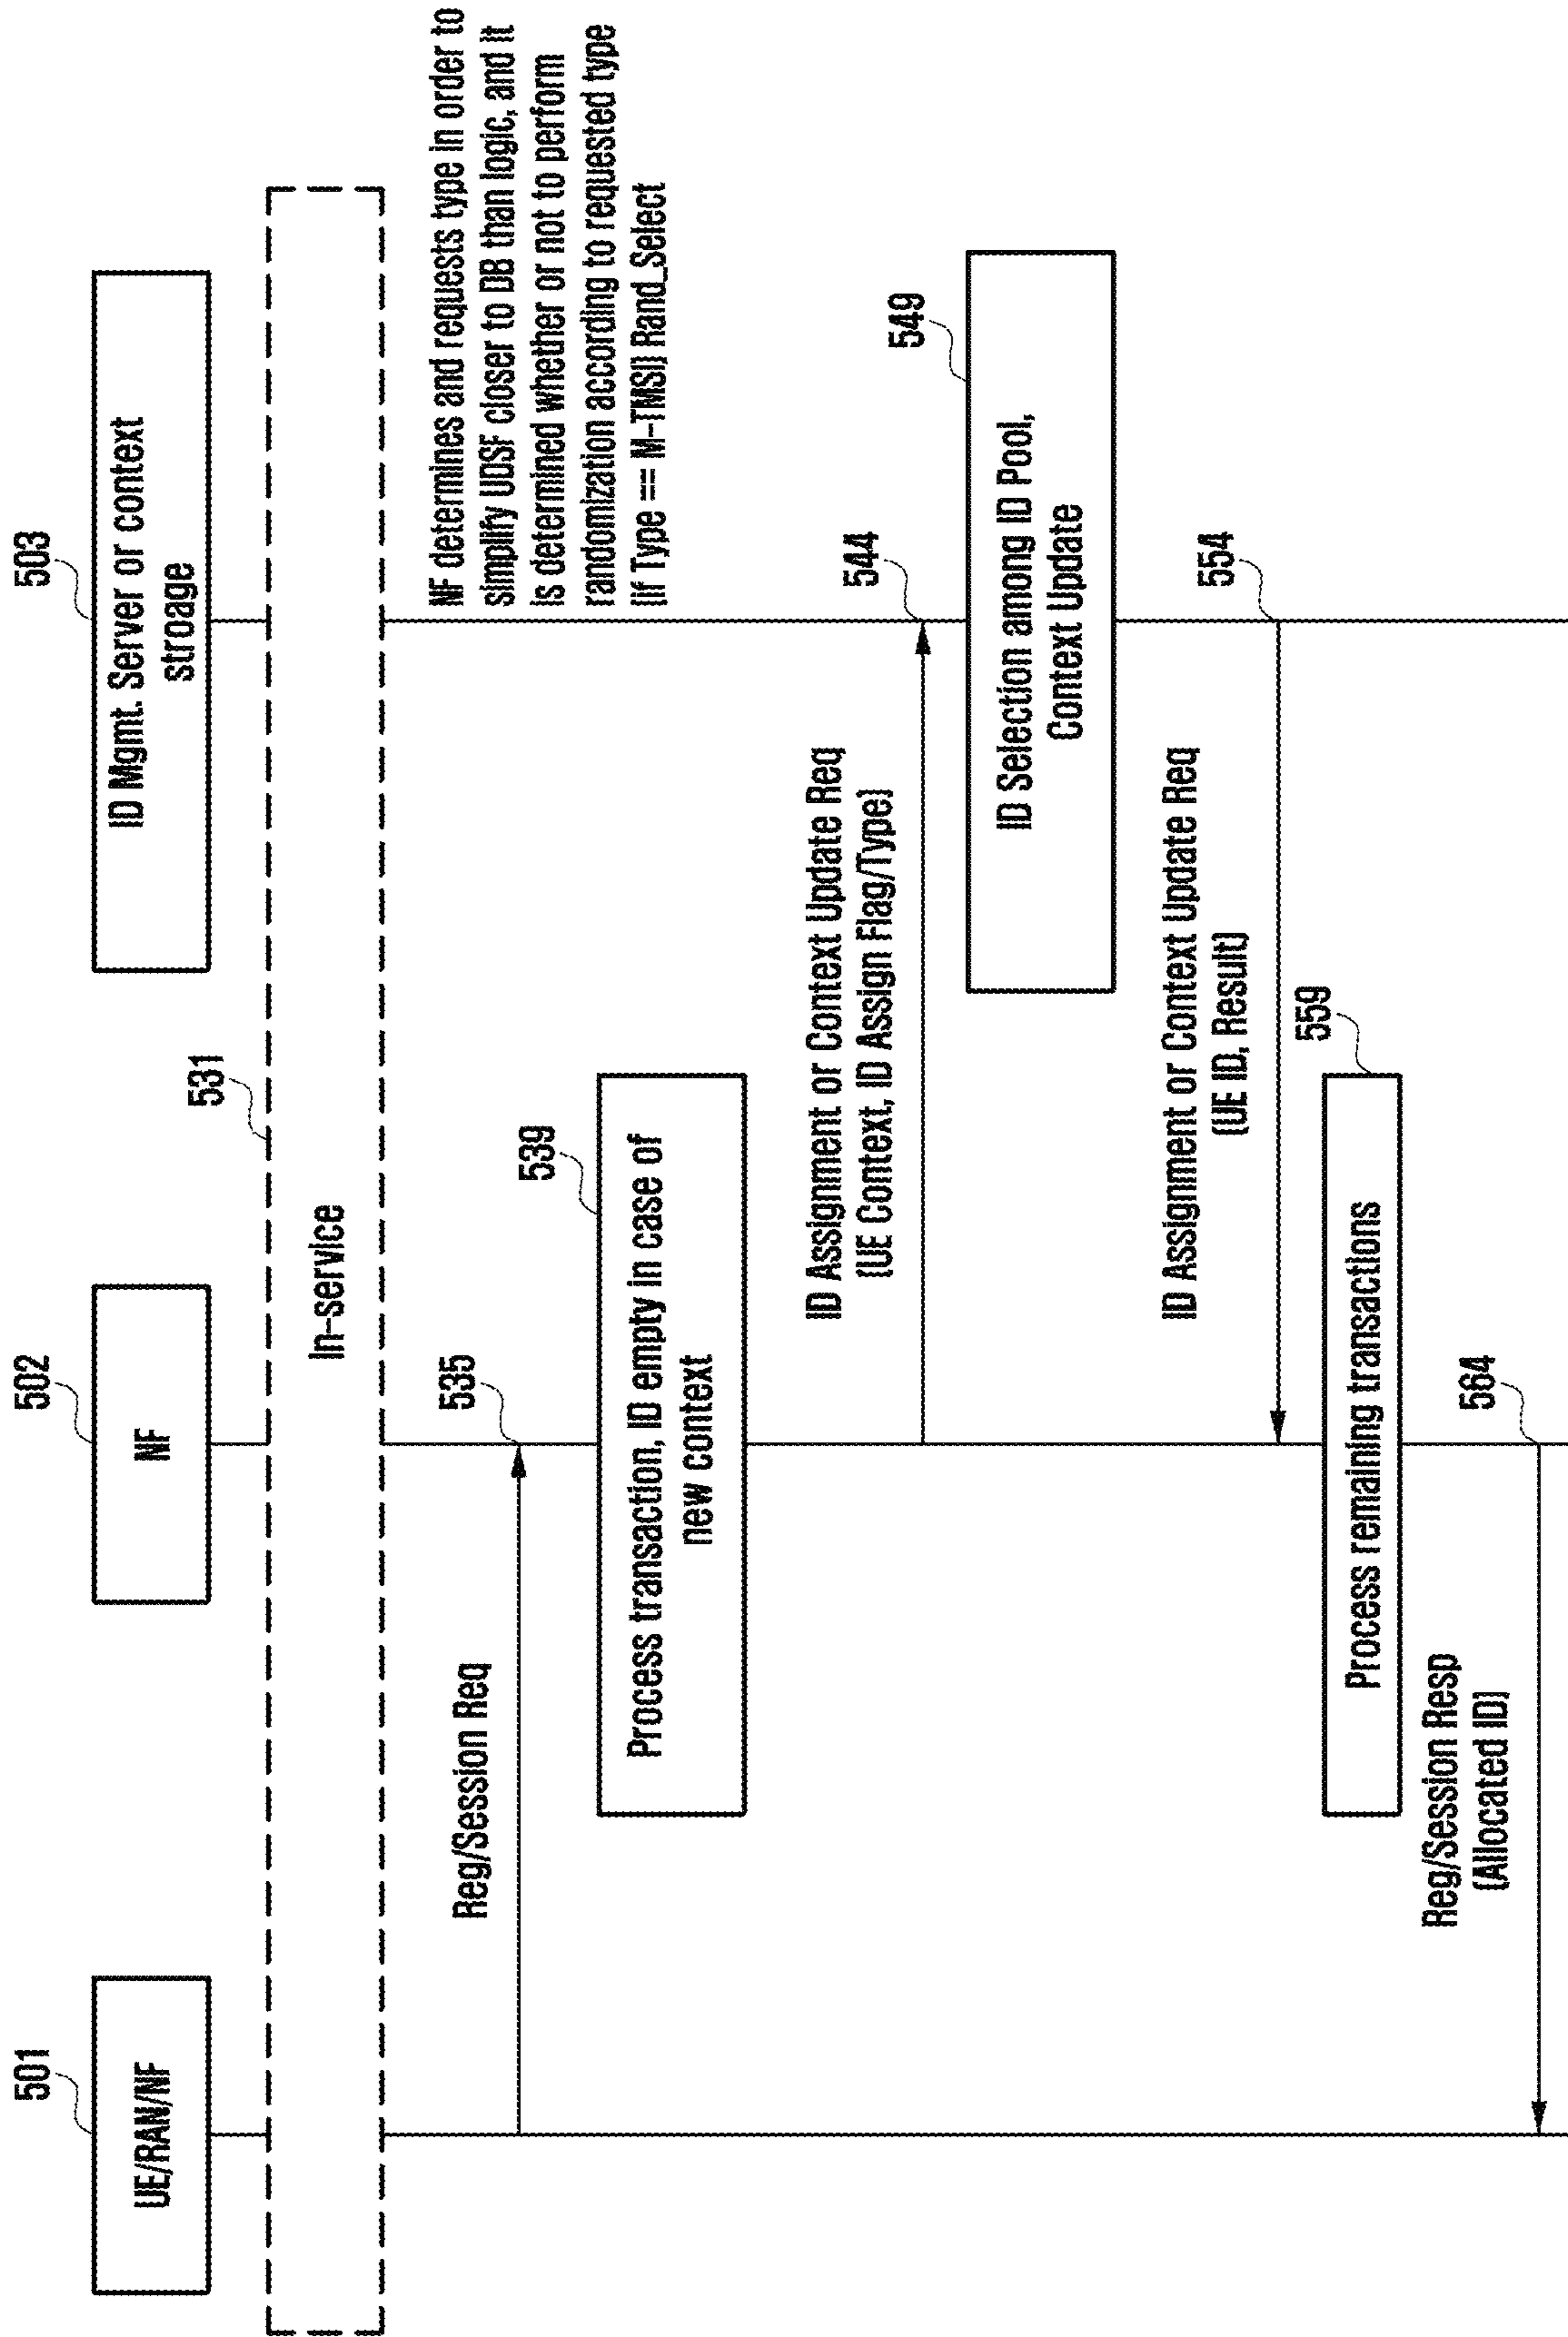 501
UE/RAN/NF
502
NF
503
ID Mgmt. Server or context
stroage
531
In-service
NF determines and requests type in order to
simplify UDSF closer to DB than logic, and it
is determined whether or not to perform
randomization according to requested type
(if Type == M-TMSI) Rand_Select
Reg/Session Req
535
539
Process transaction, ID empty in case of
new context
ID Assignment or Context Update Req
(UE Context, ID Assign Flag/Type)
544
549
ID Selection among ID Pool,
Context Update
ID Assignment or Context Update Req
(UE ID, Result)
554
559
Process remaining transactions
Reg/Session Resp
(Allocated ID)
564